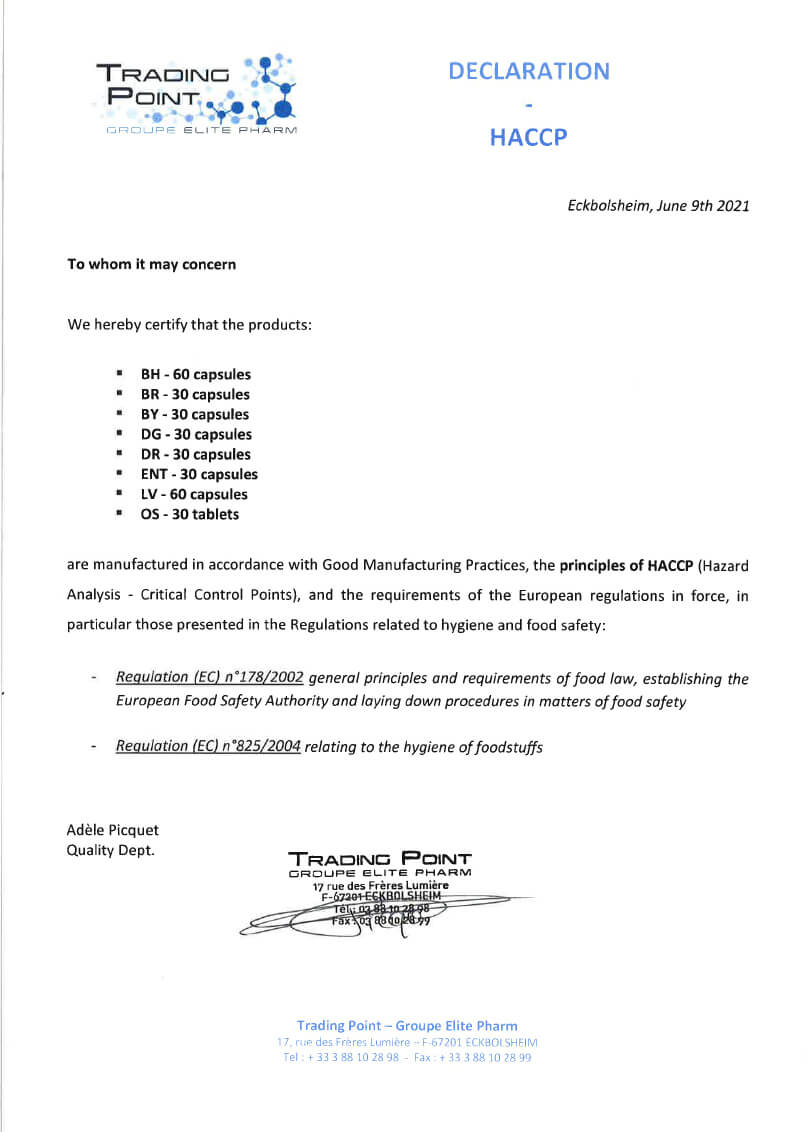 TRADING
POINT
GROUPE ELITE PHARM
DECLARATION
-
HACCP
Eckbolsheim, June 9th 2021
To whom it may concern
We hereby certify that the products:
▪ BH - 60 capsules
▪ BR - 30 capsules
▪ BY - 30 capsules
▪ DG - 30 capsules
▪ DR - 30 capsules
▪ ENT - 30 capsules
▪ LV - 60 capsules
▪ OS - 30 tablets
are manufactured in accordance with Good Manufacturing Practices, the principles of HACCP (Hazard
Analysis - Critical Control Points), and the requirements of the European regulations in force, in
particular those presented in the Regulations related to hygiene and food safety:
- Regulation (EC) n°178/2002 general principles and requirements of food law, establishing the
European Food Safety Authority and laying down procedures in matters of food safety
- Regulation (EC) n°825/2004 relating to the hygiene of foodstuffs
Adèle Picquet
Quality Dept.
TRADING POINT
GROUPE ELITE PHARM
17 rue des Frères Lumière
F-67201 ECKBOLSHEIM
Tél : 03 88 10 28 98
Fax : 03 88 10 28 99
Trading Point – Groupe Elite Pharm
17, rue des Frères Lumière – F-67201 ECKBOLSHEIM
Tel : + 33 3 88 10 28 98 - Fax : + 33 3 88 10 28 99